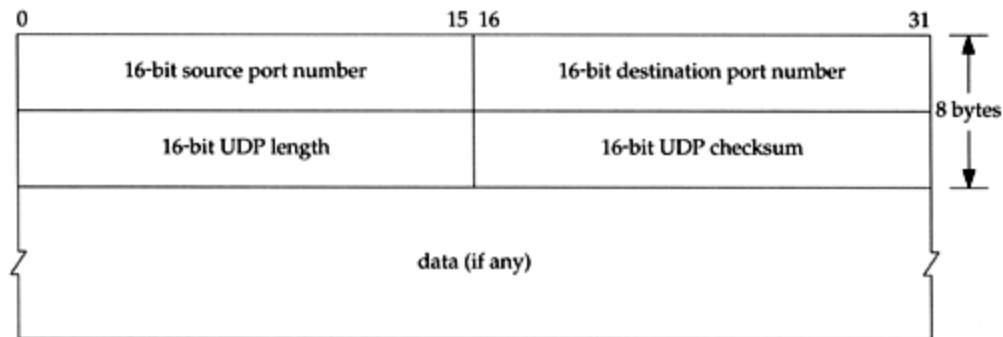 0 15 16 31
16-bit source port number 16-bit destination port number
8 bytes
16-bit UDP length 16-bit UDP checksum
data (if any)